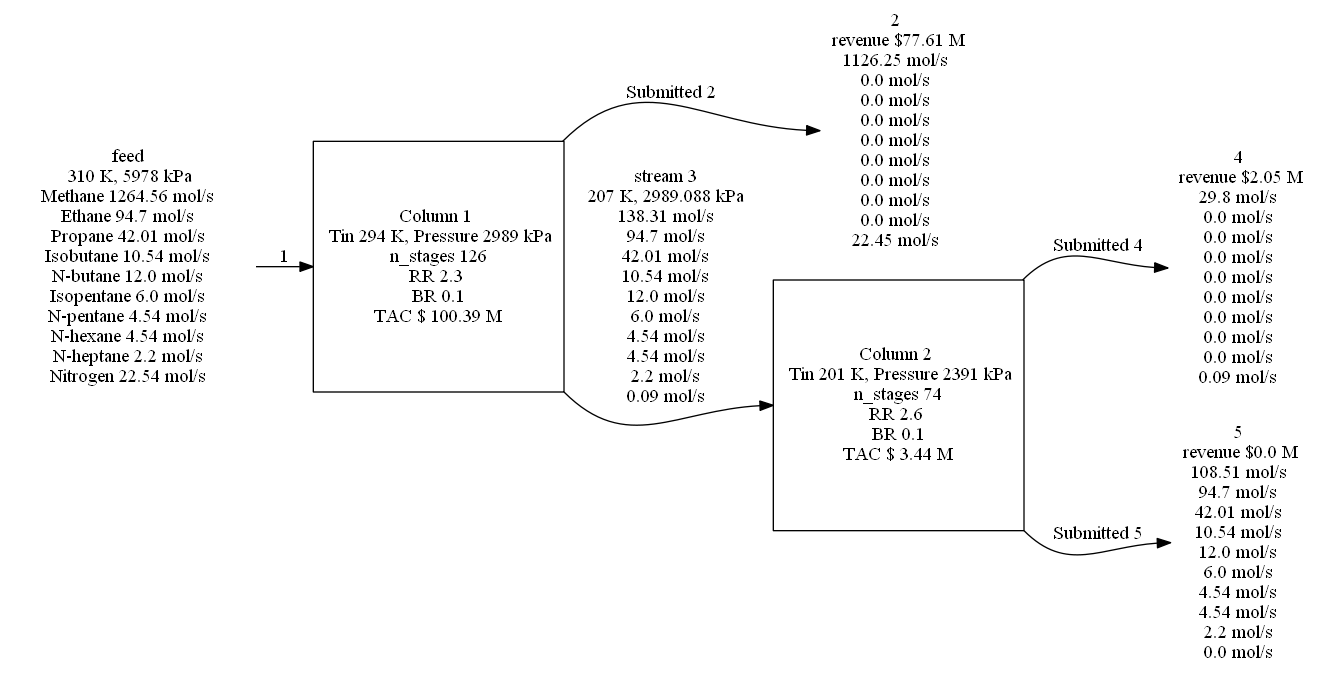 feed
310 K, 5978 kPa
Methane 1264.56 mol/s
Ethane 94.7 mol/s
Propane 42.01 mol/s
Isobutane 10.54 mol/s
N-butane 12.0 mol/s
Isopentane 6.0 mol/s
N-pentane 4.54 mol/s
N-hexane 4.54 mol/s
N-heptane 2.2 mol/s
Nitrogen 22.54 mol/s
1
Column 1
Tin 294 K, Pressure 2989 kPa
n_stages 126
RR 2.3
BR 0.1
TAC $ 100.39 M
Submitted 2
2
revenue $77.61 M
1126.25 mol/s
0.0 mol/s
0.0 mol/s
0.0 mol/s
0.0 mol/s
0.0 mol/s
0.0 mol/s
0.0 mol/s
0.0 mol/s
22.45 mol/s
stream 3
207 K, 2989.088 kPa
138.31 mol/s
94.7 mol/s
42.01 mol/s
10.54 mol/s
12.0 mol/s
6.0 mol/s
4.54 mol/s
4.54 mol/s
2.2 mol/s
0.09 mol/s
Column 2
Tin 201 K, Pressure 2391 kPa
n_stages 74
RR 2.6
BR 0.1
TAC $ 3.44 M
Submitted 4
4
revenue $2.05 M
29.8 mol/s
0.0 mol/s
0.0 mol/s
0.0 mol/s
0.0 mol/s
0.0 mol/s
0.0 mol/s
0.0 mol/s
0.0 mol/s
0.09 mol/s
Submitted 5
5
revenue $0.0 M
108.51 mol/s
94.7 mol/s
42.01 mol/s
10.54 mol/s
12.0 mol/s
6.0 mol/s
4.54 mol/s
4.54 mol/s
2.2 mol/s
0.0 mol/s